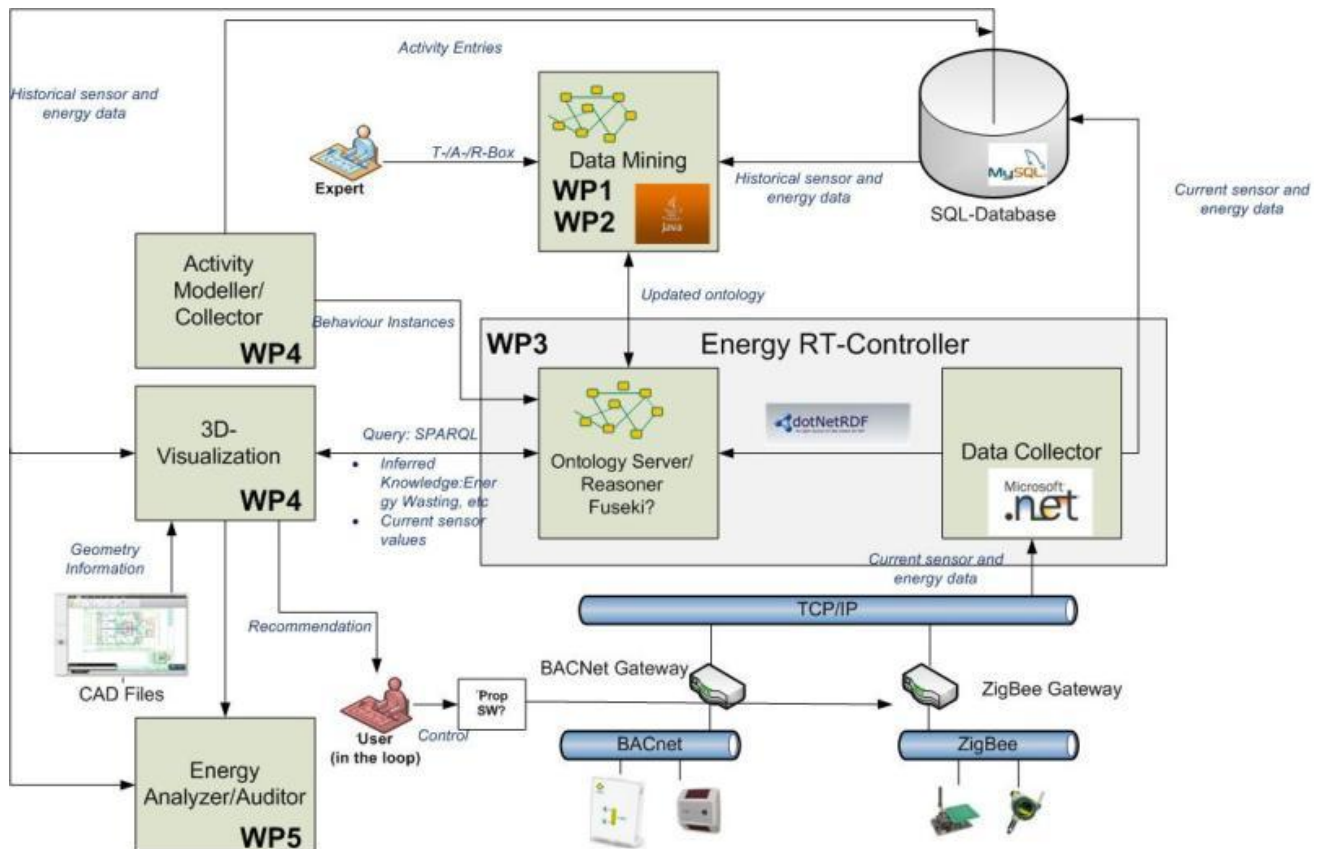 Activity Entries
Historical sensor and
energy data
Expert
T-/A-/R-Box
Data Mining
WP1
WP2
Java
Historical sensor and
energy data
MySQL
SQL-Database
Current sensor and
energy data
Activity
Modeller/
Collector
WP4
Behaviour Instances
Updated ontology
WP3
Energy RT-Controller
3D-
Visualization
WP4
Query: SPARQL
• Inferred
Knowledge:Ener
gy Wasting, etc
• Current sensor
values
Ontology Server/
Reasoner
Fuseki?
dotNetRDF
Data Collector
Microsoft
.net
Geometry
Information
Current sensor and
energy data
TCP/IP
CAD Files
Recommendation
BACNet Gateway
ZigBee Gateway
User
(in the loop)
Control
'Prop
SW?
BACnet
ZigBee
Energy
Analyzer/Auditor
WP5